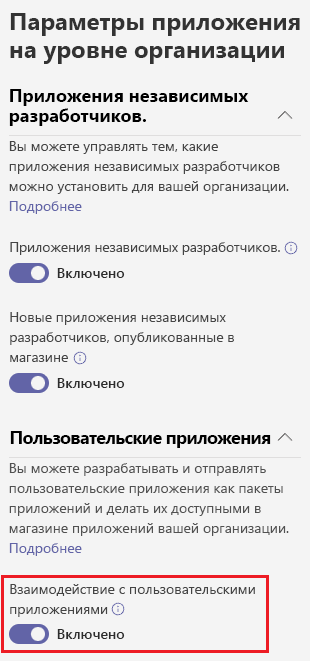 Параметры приложения
на уровне организации
Приложения независимых
разработчиков.
Вы можете управлять тем, какие
приложения независимых разработчиков
можно установить для вашей организации.
Подробнее
Приложения независимых разработчиков.
Включено
Новые приложения независимых
разработчиков, опубликованные в
магазине
Включено
Пользовательские приложения
Вы можете разрабатывать и отправлять
пользовательские приложения как пакеты
приложений и делать их доступными в
магазине приложений вашей организации.
Подробнее
Взаимодействие с пользовательскими
приложениями
Включено